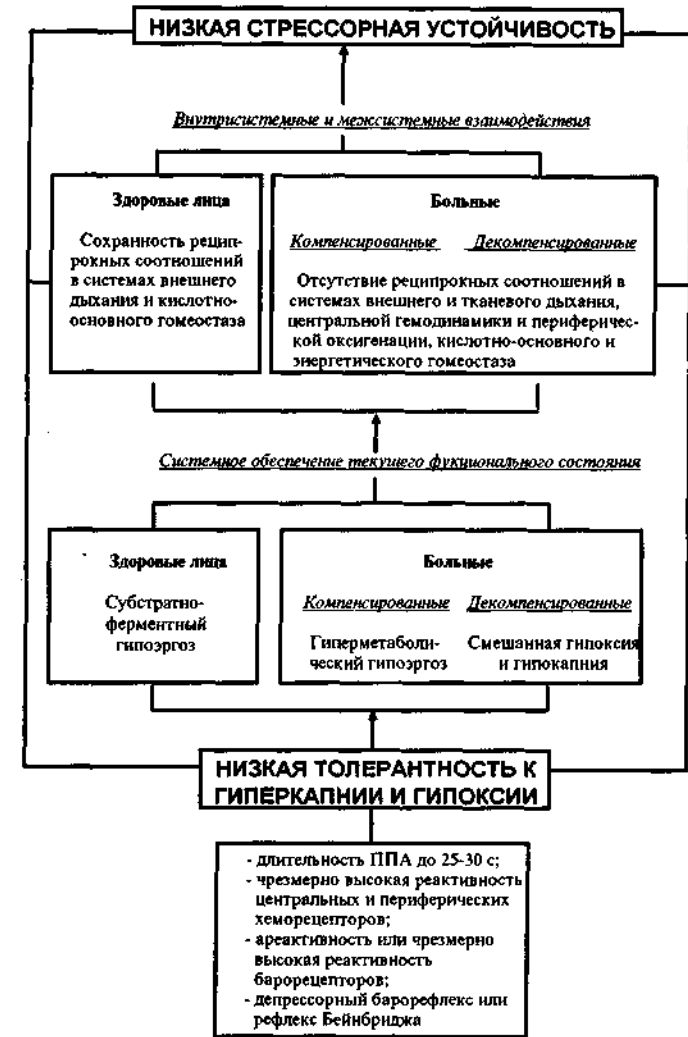 НИЗКАЯ СТРЕССОРНАЯ УСТОЙЧИВОСТЬ
Внутрисистемные и межсистемные взаимодействия
Здоровые лица
Сохранность рецип-
рокных соотношений
в системах внешнего
дыхания и кислотно-
основного гомеостаза
Больные
Компенсированные Декомпенсированные
Отсутствие реципрокных соотношений в
системах внешнего и тканевого дыхания,
центральной гемодинамики и перифериче-
ской оксигенации, кислотно-основного и
энергетического гомеостаза
Системное обеспечение текущего фукционального состояния
Здоровые лица
Субстратно-
ферментный
гипоэргоз
Больные
Компенсированные Декомпенсированные
Гиперметаболи-
ческий гипоэргоз
Смешанная гипоксия
и гипокапния
НИЗКАЯ ТОЛЕРАНТНОСТЬ К
ГИПЕРКАПНИИ И ГИПОКСИИ
- длительность ППА до 25-30 с;
- чрезмерно высокая реактивность
центральных и периферических
хеморецепторов;
- ареактивность или чрезмерно
высокая реактивность
барорецепторов;
- депрессорный барорефлекс или
рефлекс Бейнбриджа